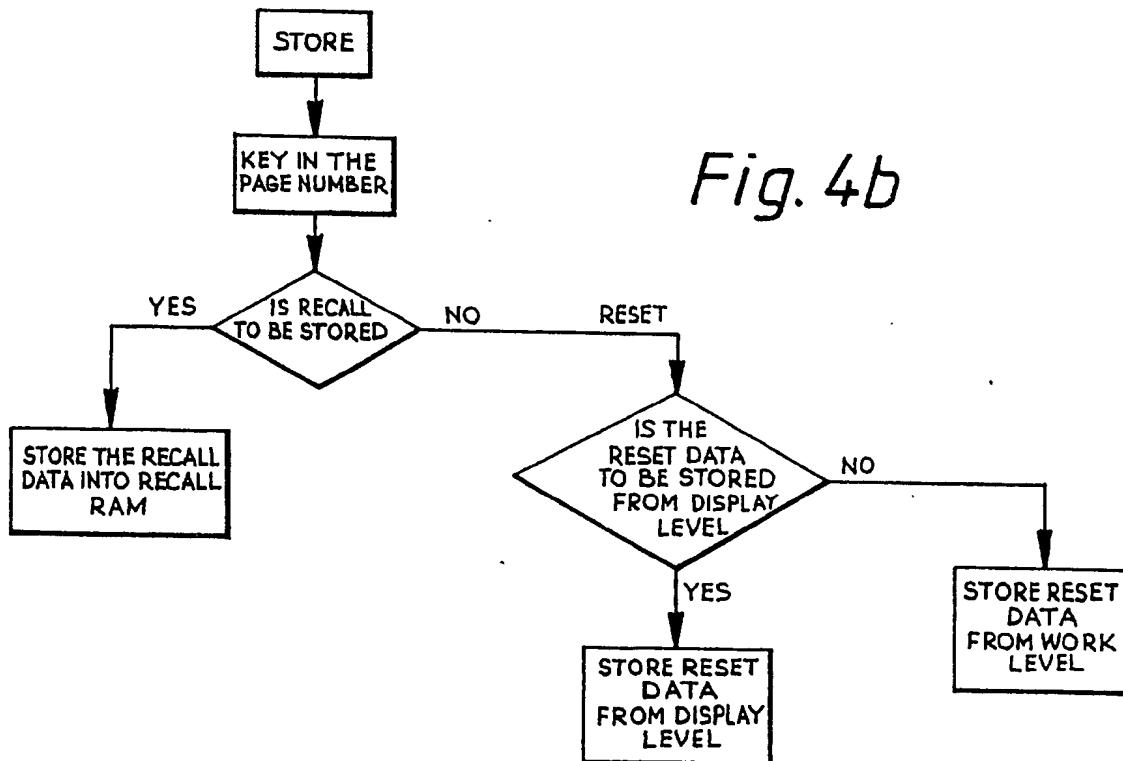 STORE
KEY IN THE
PAGE NUMBER
Fig. 4b
IS RECALL
TO BE STORED
YES
NO
RESET
STORE THE RECALL
DATA INTO RECALL
RAM
IS THE
RESET DATA
TO BE STORED
FROM DISPLAY
LEVEL
NO
YES
STORE RESET
DATA
FROM WORK
LEVEL
STORE RESET
DATA
FROM DISPLAY
LEVEL